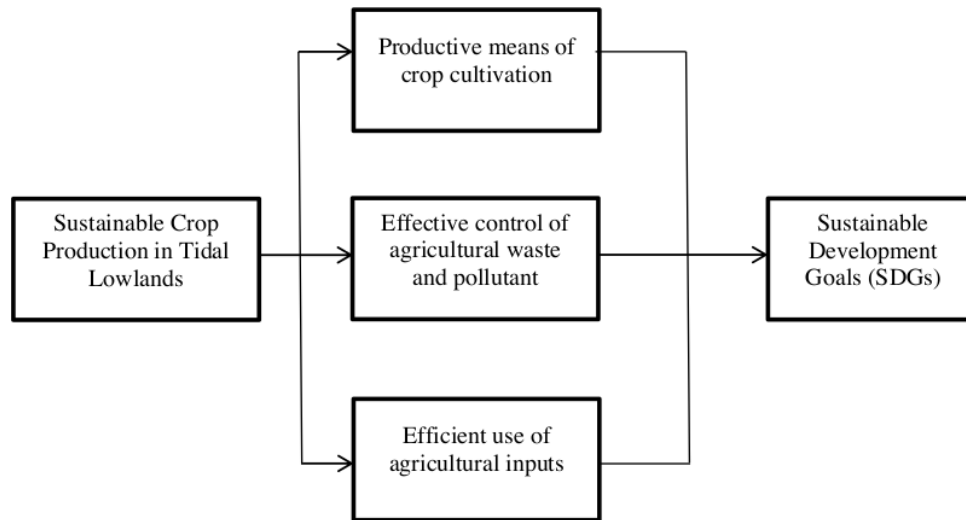 Productive means of
crop cultivation
Sustainable Crop
Production in Tidal
Lowlands
Effective control of
agricultural waste
and pollutant
Sustainable
Development
Goals (SDGs)
Efficient use of
agricultural inputs